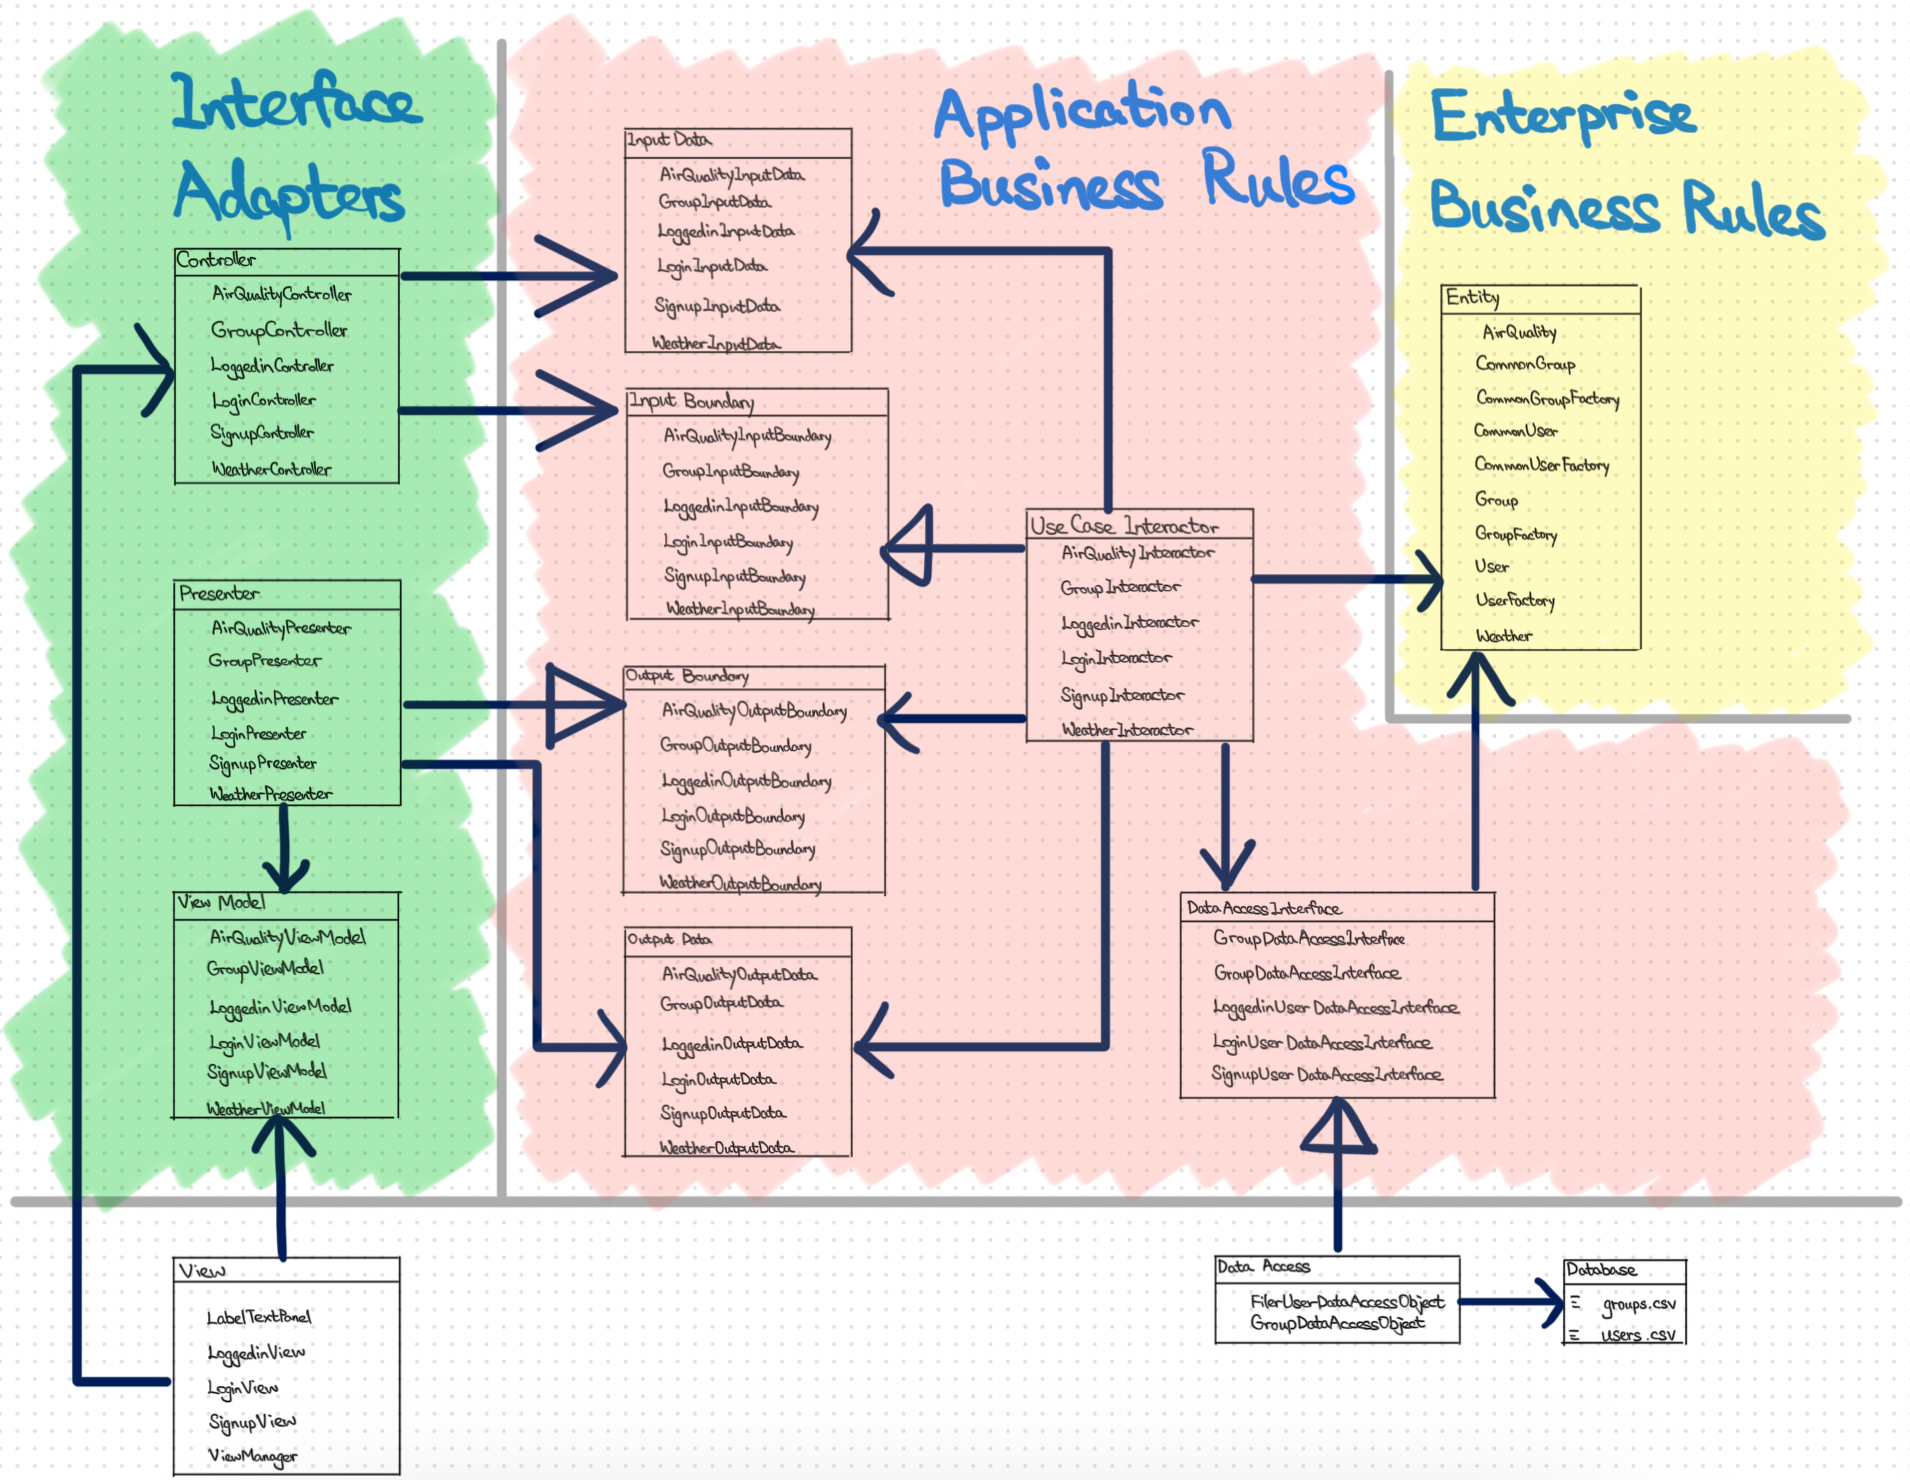 Interface
Adapters
Controller
AirQualityController
GroupController
LoggedinController
LoginController
SignupController
WeatherController
Presenter
AirQualityPresenter
GroupPresenter
LoggedinPresenter
LoginPresenter
SignupPresenter
WeatherPresenter
View Model
AirQualityViewModel
GroupViewModel
LoggedinViewModel
LoginViewModel
SignupViewModel
WeatherViewModel
View
LabelTextPanel
LoggedinView
LoginView
SignupView
ViewManager
Application
Business Rules
Input Data
AirQualityInputData
GroupInputData
LoggedinInputData
LoginInputData
SignupInputData
WeatherInputData
Input Boundary
AirQualityInputBoundary
GroupInputBoundary
LoggedinInputBoundary
LoginInputBoundary
SignupInputBoundary
WeatherInputBoundary
Output Boundary
AirQualityOutputBoundary
GroupOutputBoundary
LoggedinOutputBoundary
LoginOutputBoundary
SignupOutputBoundary
WeatherOutputBoundary
Output Data
AirQualityOutputData
GroupOutputData
LoggedinOutputData
LoginOutputData
SignupOutputData
WeatherOutputData
Use Case Interactor
AirQualityInteractor
GroupInteractor
LoggedinInteractor
LoginInteractor
SignupInteractor
WeatherInteractor
DataAccessInterface
GroupDataAccessInterface
GroupDataAccessInterface
LoggedinUserDataAccessInterface
LoginUserDataAccessInterface
SignupUserDataAccessInterface
Enterprise
Business Rules
Entity
AirQuality
CommonGroup
CommonGroupFactory
CommonUser
CommonUserFactory
Group
GroupFactory
User
UserFactory
Weather
Data Access
FilerUserDataAccessObject
GroupDataAccessObject
Database
groups.csv
users.csv